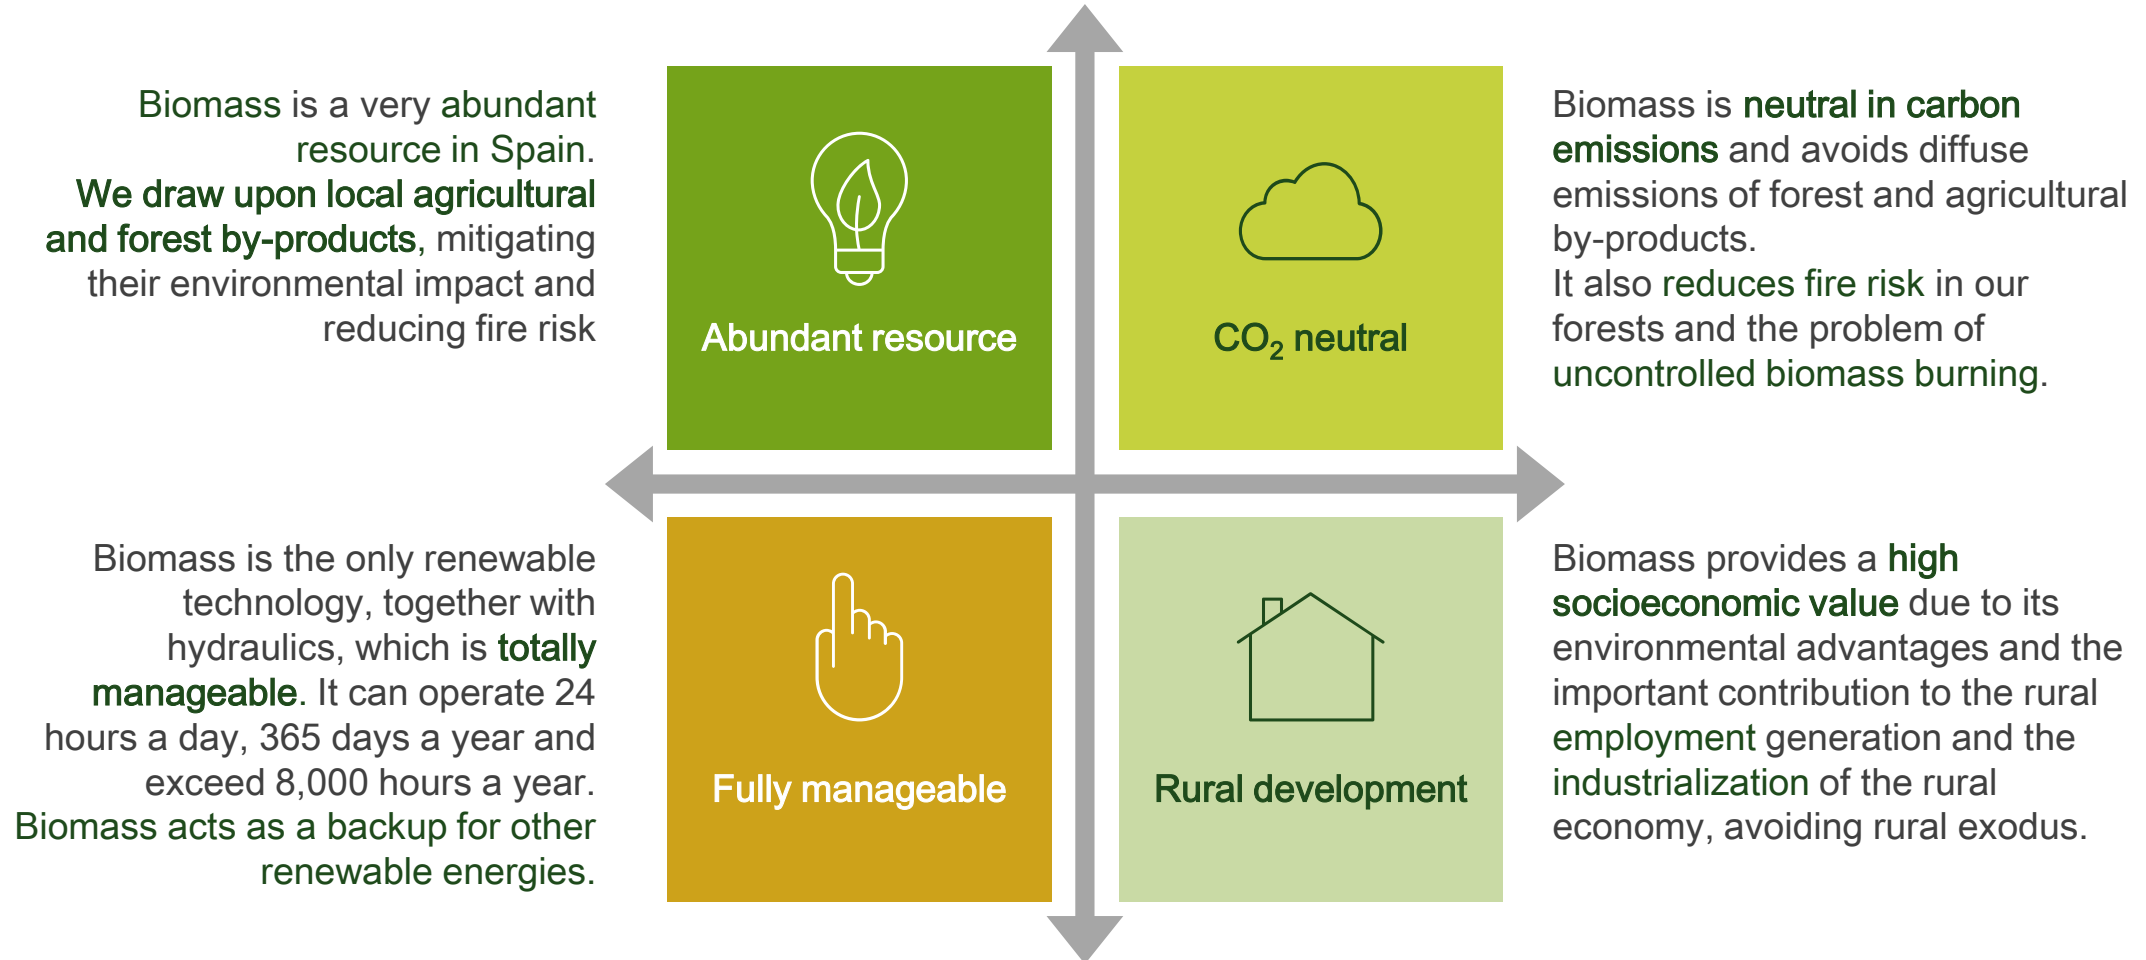 Biomass is a very abundant
resource in Spain.
We draw upon local agricultural
and forest by-products, mitigating
their environmental impact and
reducing fire risk
Abundant resource
CO₂ neutral
Biomass is neutral in carbon
emissions and avoids diffuse
emissions of forest and agricultural
by-products.
It also reduces fire risk in our
forests and the problem of
uncontrolled biomass burning.
Biomass is the only renewable
technology, together with
hydraulics, which is totally
manageable. It can operate 24
hours a day, 365 days a year and
exceed 8,000 hours a year.
Biomass acts as a backup for other
renewable energies.
Fully manageable
Rural development
Biomass provides a high
socioeconomic value due to its
environmental advantages and the
important contribution to the rural
employment generation and the
industrialization of the rural
economy, avoiding rural exodus.